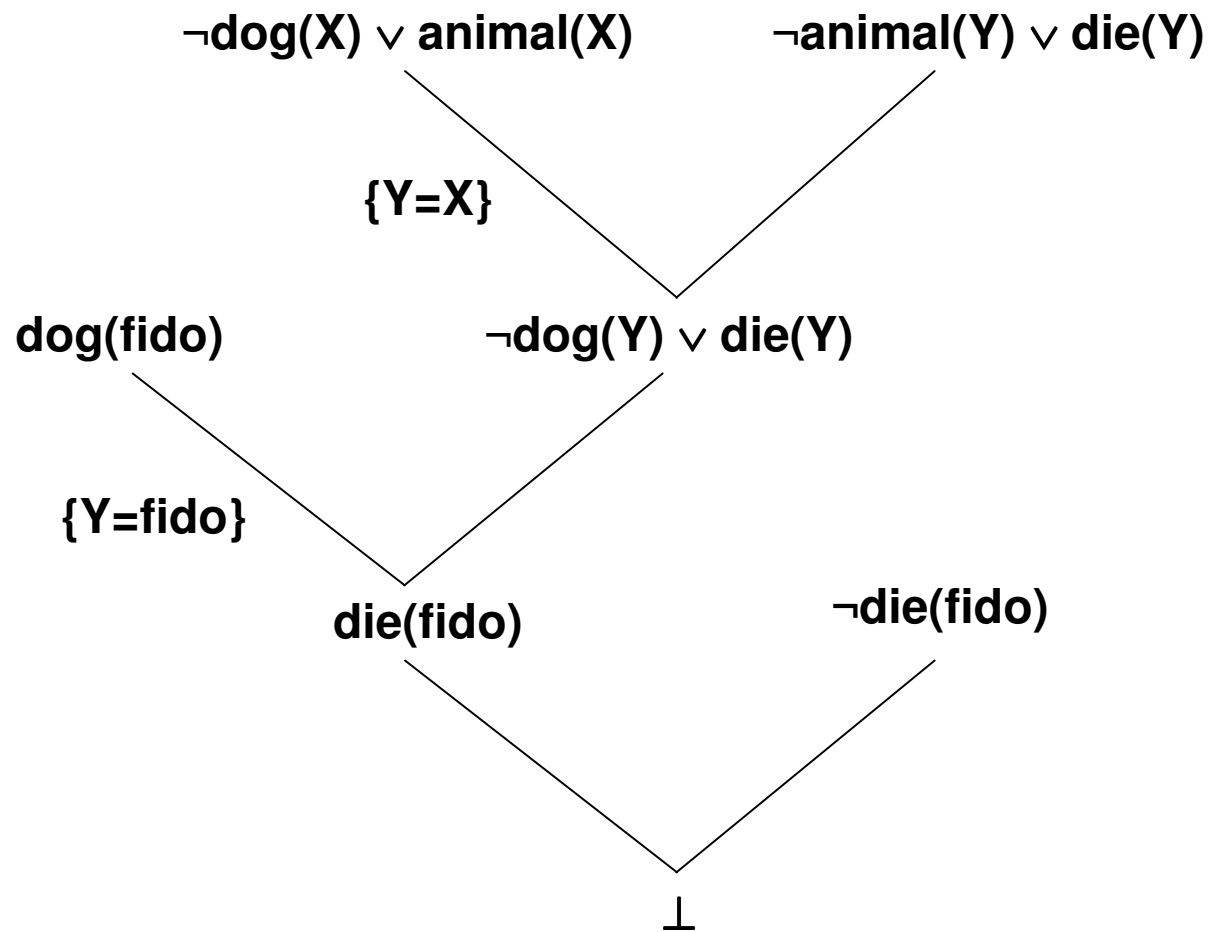 ¬dog(X) ∨ animal(X) ¬animal(Y) ∨ die(Y)
{Y=X}
dog(fido) ¬dog(Y) ∨ die(Y)
{Y=fido}
die(fido) ¬die(fido)
⊥